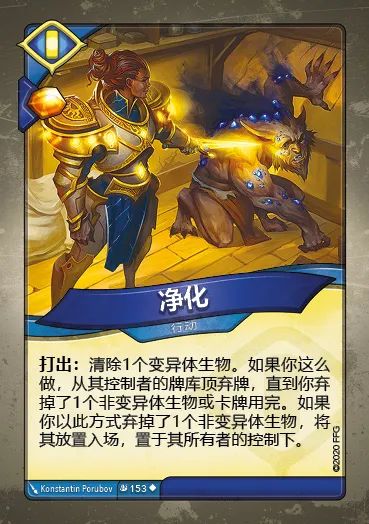 净化
行动
打出：清除1个变异体生物。如果你这么
做，从其控制者的牌库顶弃牌，直到你弃
掉了1个非变异体生物或卡牌用完。如果
你以此方式弃掉了1个非变异体生物，将
其放置入场，置于其所有者的控制下。
©2020 FFG
Konstantin Porubov 153